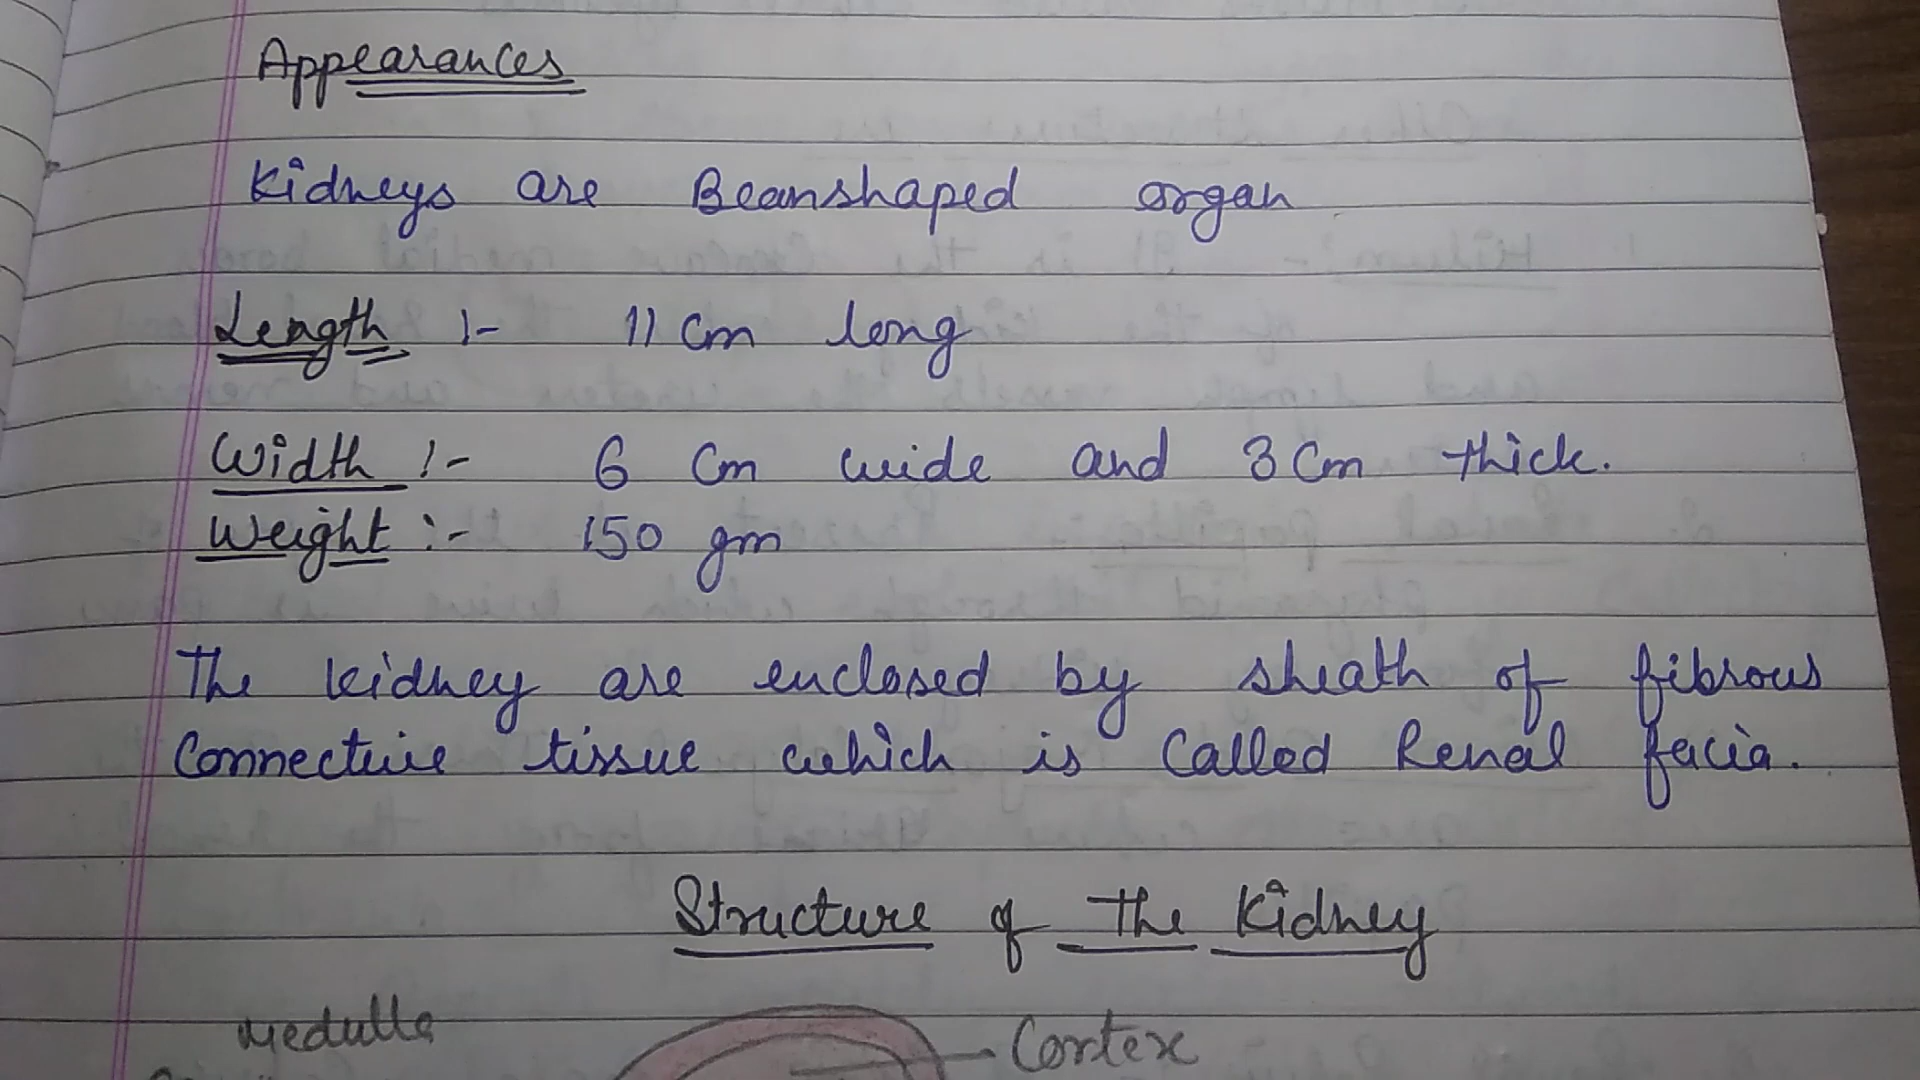 Appearances
Kidneys are Beanshaped organ
Length :- 11 cm long
Width :- 6 cm wide and 3 cm thick.
Weight :- 150 gm
The kidney are enclosed by sheath of fibrous
Connective tissue which is called Renal facia.
Structure of the Kidney
Medulla
Cortex